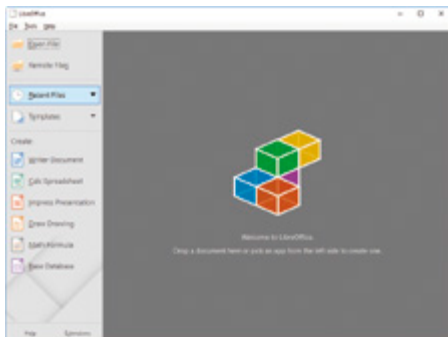 LibreOffice
File Tools Help
Open File
Remote Files
Recent Files
Templates
Create:
Writer Document
Calc Spreadsheet
Impress Presentation
Draw Drawing
Math Formula
Base Database
Welcome to LibreOffice.
Drop a document here or pick an app from the left side to create one.
Help Extensions